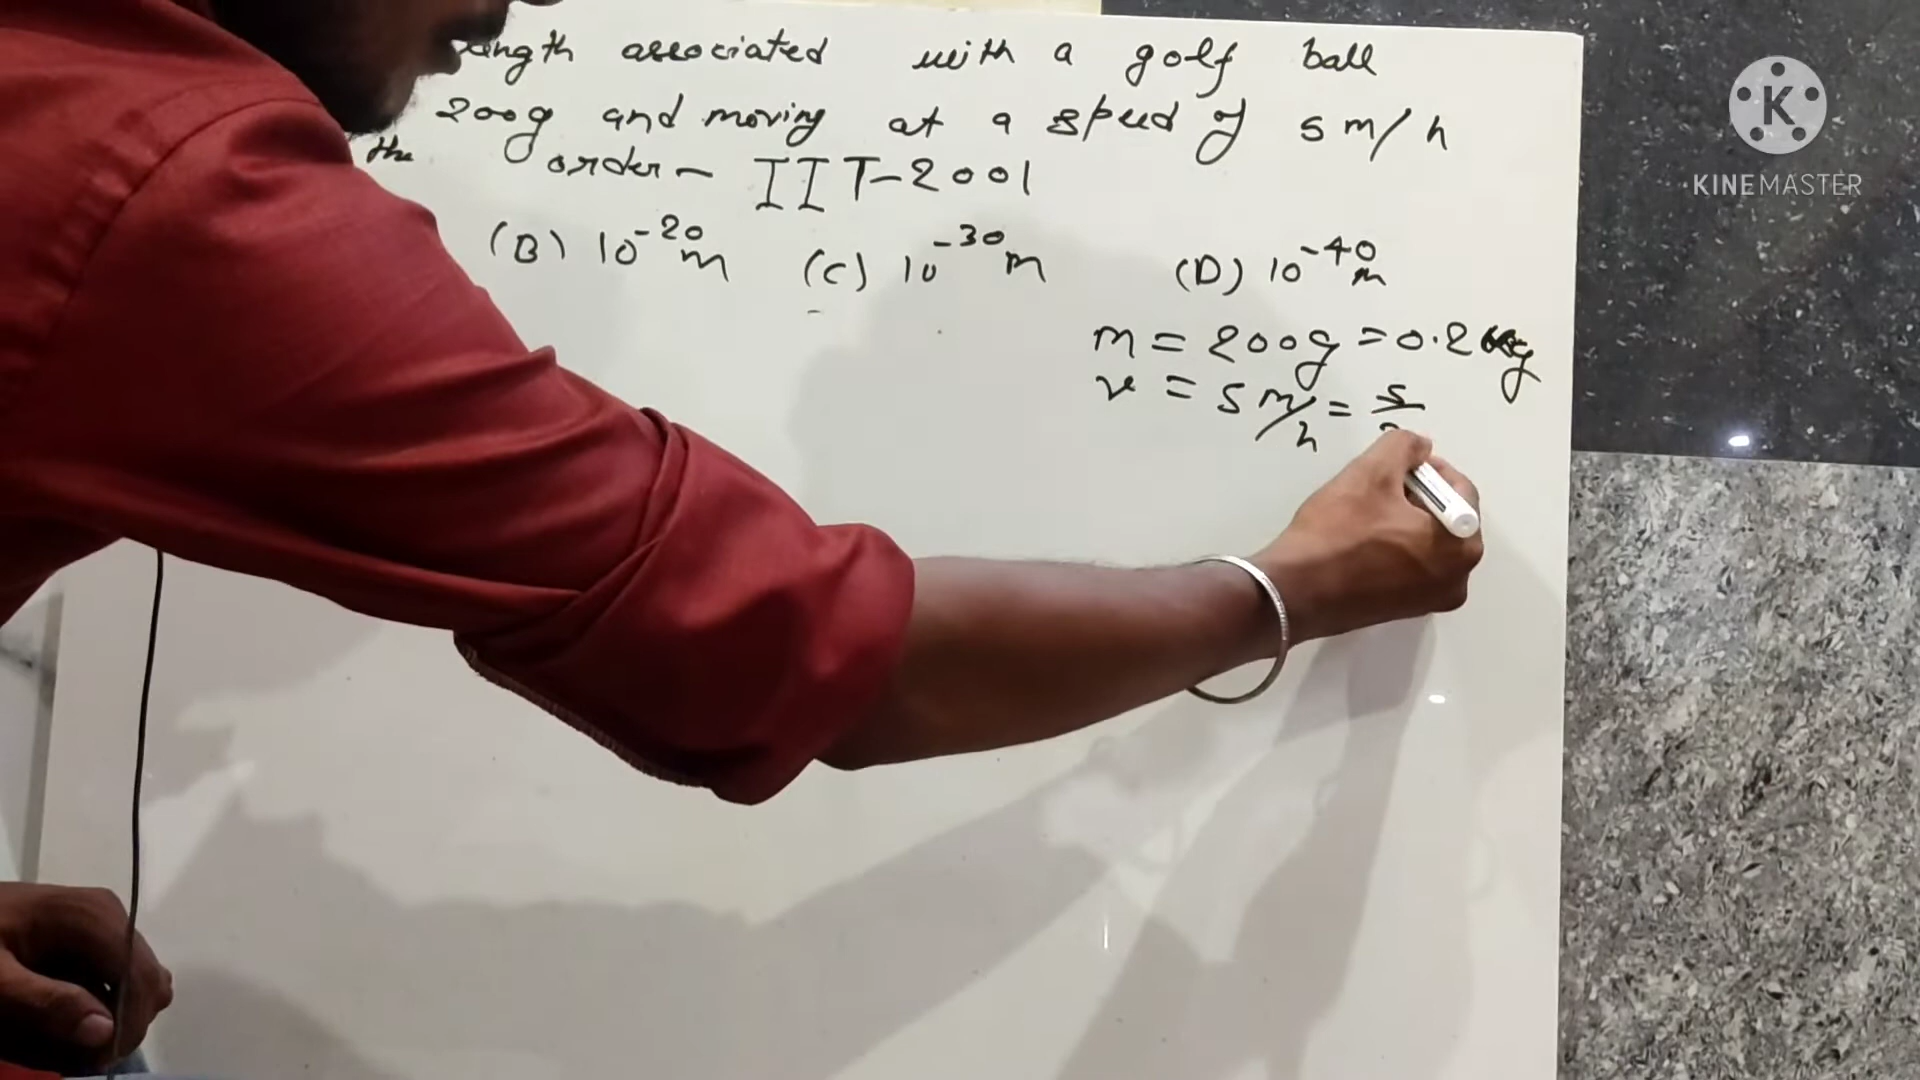 associated with a golf ball
200g and moving at a speed of 5 m/h
the order- IIT-2001
(B) 10^-20 m (C) 10^-30 m (D) 10^-40 m
m = 200g = 0.2 kg
v = 5 m/h = 5/
K
KINEMASTER